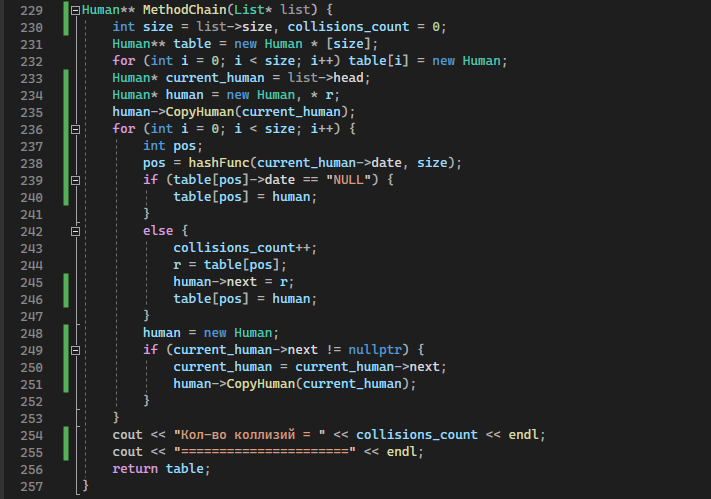 229 Human** MethodChain(List* list) {
230     int size = list->size, collisions_count = 0;
231     Human** table = new Human * [size];
232     for (int i = 0; i < size; i++) table[i] = new Human;
233     Human* current_human = list->head;
234     Human* human = new Human, * r;
235     human->CopyHuman(current_human);
236     for (int i = 0; i < size; i++) {
237         int pos;
238         pos = hashFunc(current_human->date, size);
239         if (table[pos]->date == "NULL") {
240             table[pos] = human;
241         }
242         else {
243             collisions_count++;
244             r = table[pos];
245             human->next = r;
246             table[pos] = human;
247         }
248         human = new Human;
249         if (current_human->next != nullptr) {
250             current_human = current_human->next;
251             human->CopyHuman(current_human);
252         }
253     }
254     cout << "Кол-во коллизий = " << collisions_count << endl;
255     cout << "======================" << endl;
256     return table;
257 }